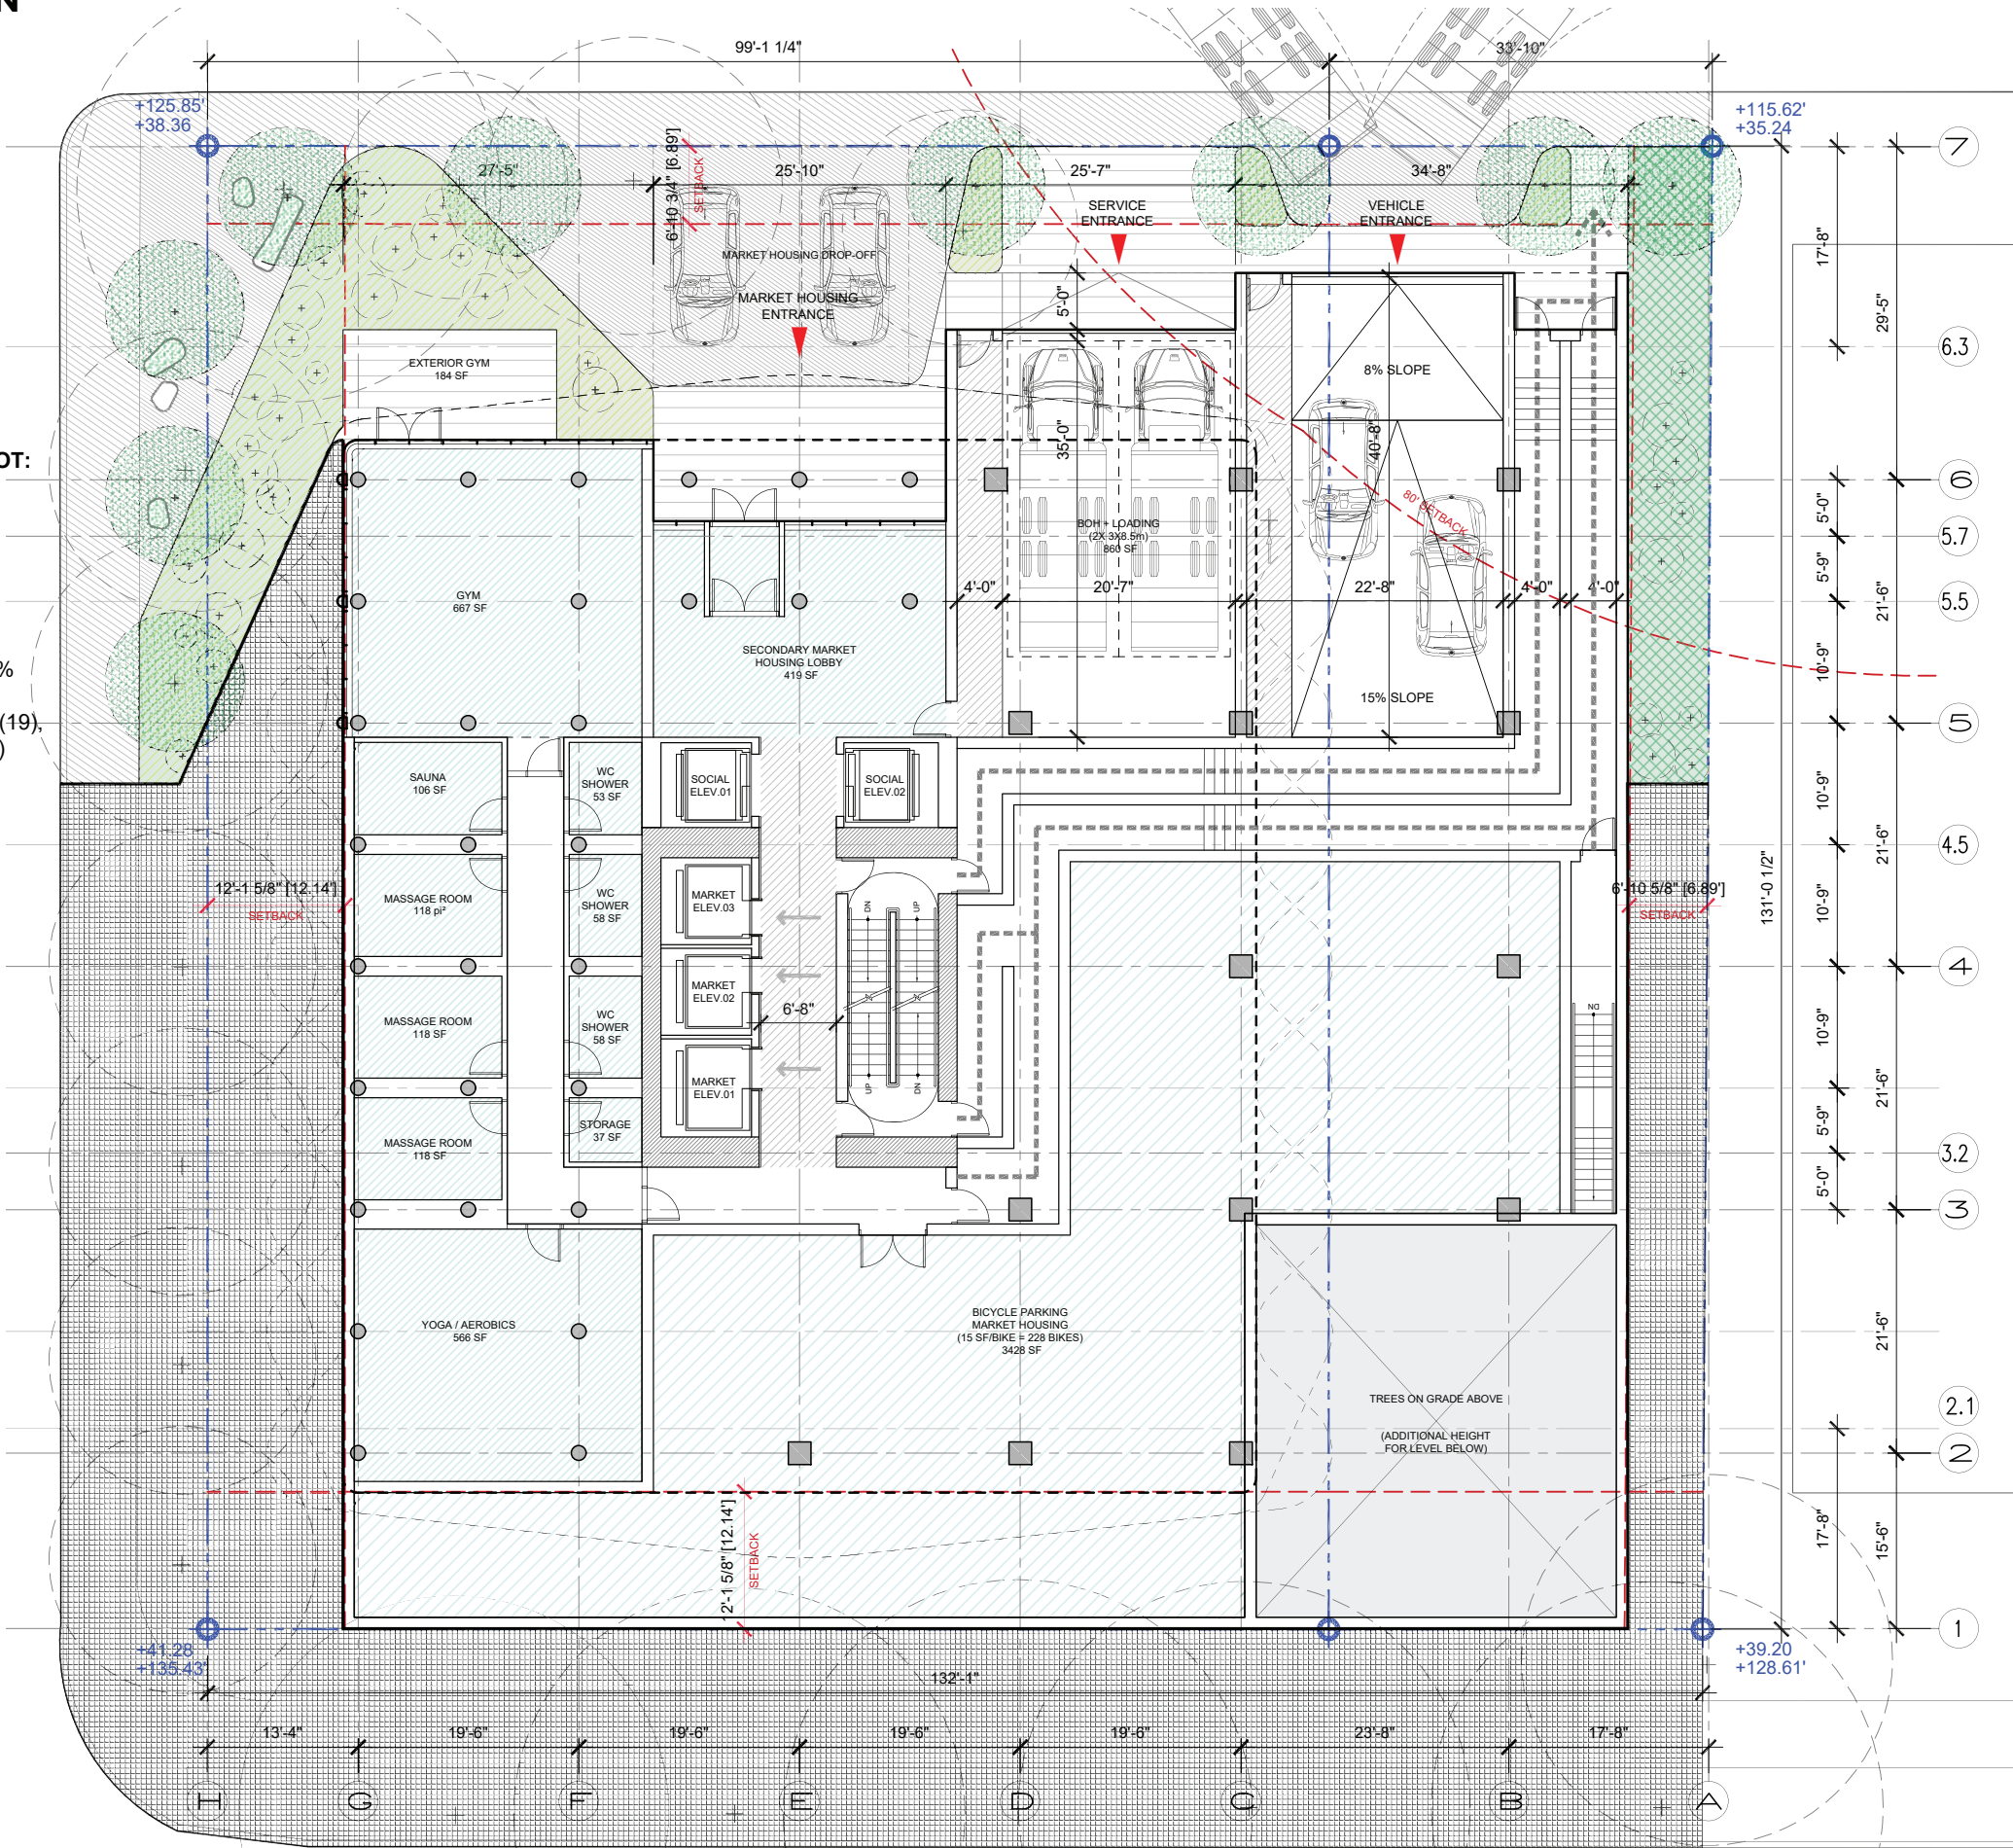 N
99'-1 1/4"
33'-10"
+125.85'
+38.36
+115.62'
+35.24
6'-10 3/4" [6.89']
SETBACK
27'-5"
25'-10"
25'-7"
34'-8"
7
SERVICE
ENTRANCE
VEHICLE
ENTRANCE
MARKET HOUSING DROP-OFF
MARKET HOUSING
ENTRANCE
5'-0"
17'-8"
29'-5"
6.3
EXTERIOR GYM
184 SF
8% SLOPE
35'-0"
40'-8"
OT:
6
80' SETBACK
BOH + LOADING
(2X 3X8.5m)
860 SF
5'-0"
5.7
5'-9"
GYM
667 SF
4'-0"
20'-7"
22'-8"
4'-0"
4'-0"
21'-6"
5.5
SECONDARY MARKET
HOUSING LOBBY
419 SF
%
10'-9"
15% SLOPE
(19),
)
5
SAUNA
106 SF
WC
SHOWER
53 SF
SOCIAL
ELEV.01
SOCIAL
ELEV.02
10'-9"
21'-6"
4.5
12'-1 5/8" [12.14']
SETBACK
MASSAGE ROOM
118 pi²
WC
SHOWER
58 SF
MARKET
ELEV.03
DN
UP
6'-10 5/8" [6.89']
SETBACK
131'-0 1/2"
10'-9"
4
MARKET
ELEV.02
MASSAGE ROOM
118 SF
WC
SHOWER
58 SF
6'-8"
DN
10'-9"
MARKET
ELEV.01
UP
DN
21'-6"
5'-9"
MASSAGE ROOM
118 SF
STORAGE
37 SF
3.2
5'-0"
3
YOGA / AEROBICS
566 SF
BICYCLE PARKING
MARKET HOUSING
(15 SF/BIKE = 228 BIKES)
3428 SF
21'-6"
TREES ON GRADE ABOVE
(ADDITIONAL HEIGHT
FOR LEVEL BELOW)
2.1
2
12'-1 5/8" [12.14']
SETBACK
17'-8"
15'-6"
1
+41.28
+135.43'
+39.20
+128.61'
132'-1"
13'-4"
19'-6"
19'-6"
19'-6"
19'-6"
23'-8"
17'-8"
H
G
F
E
D
C
B
A